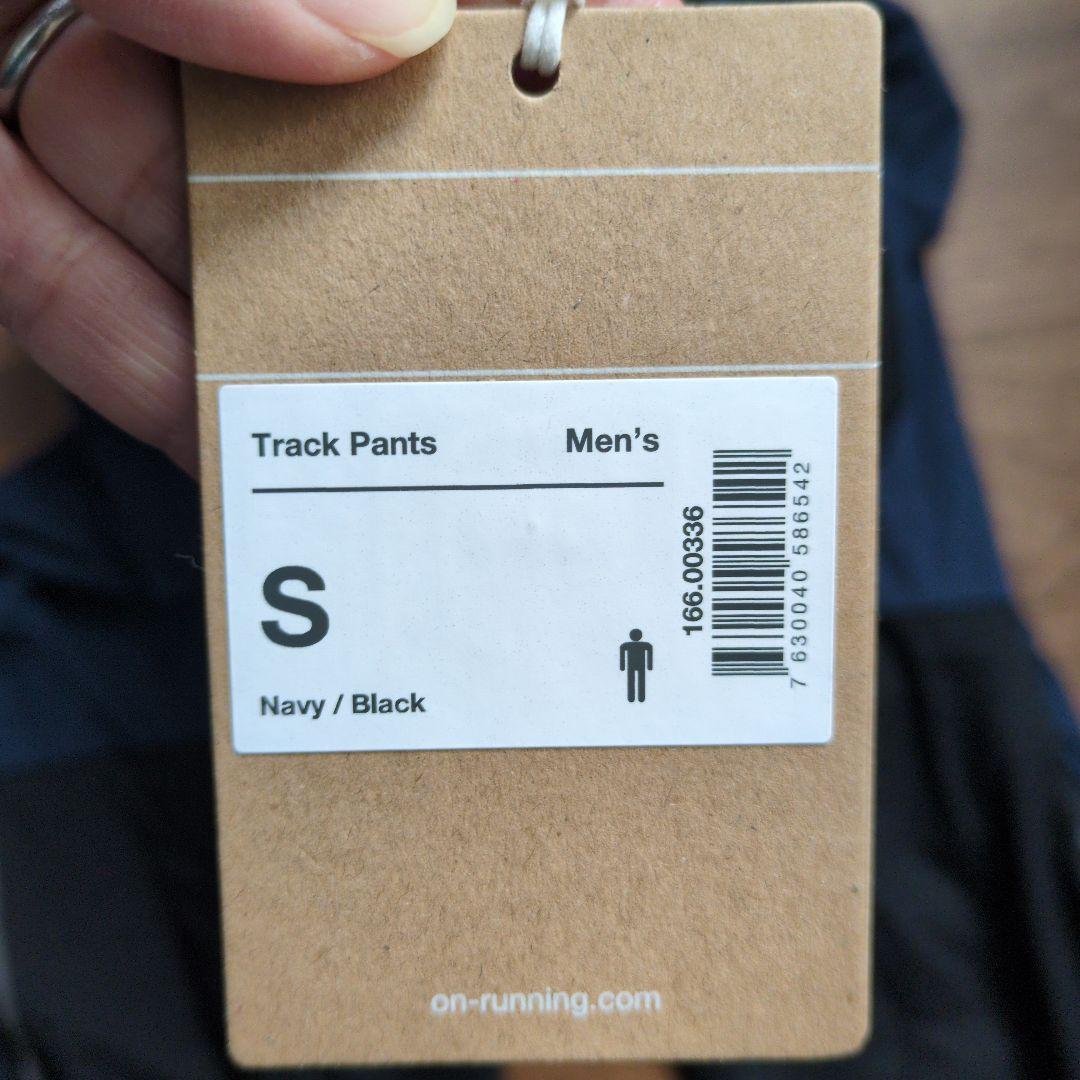 Track Pants Men's
S
Navy / Black
166.00336
7 630040 586542
on-running.com